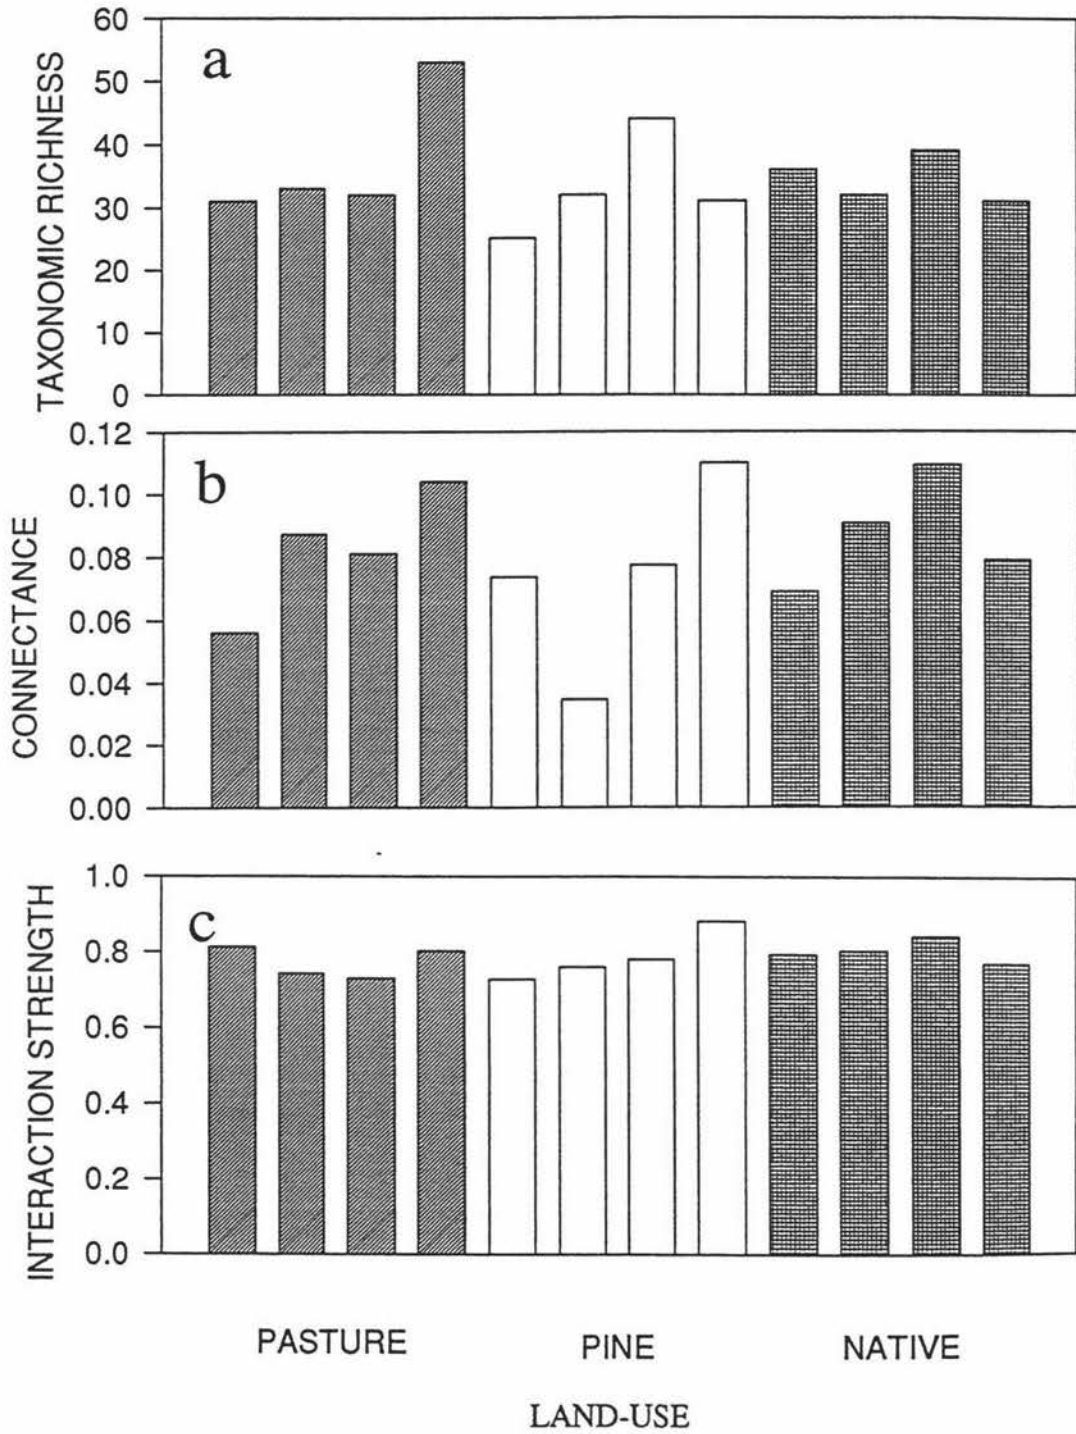 a
TAXONOMIC RICHNESS
60
50
40
30
20
10
0
b
CONNECTANCE
0.12
0.10
0.08
0.06
0.04
0.02
0.00
c
INTERACTION STRENGTH
1.0
0.8
0.6
0.4
0.2
0.0
PASTURE PINE NATIVE
LAND-USE